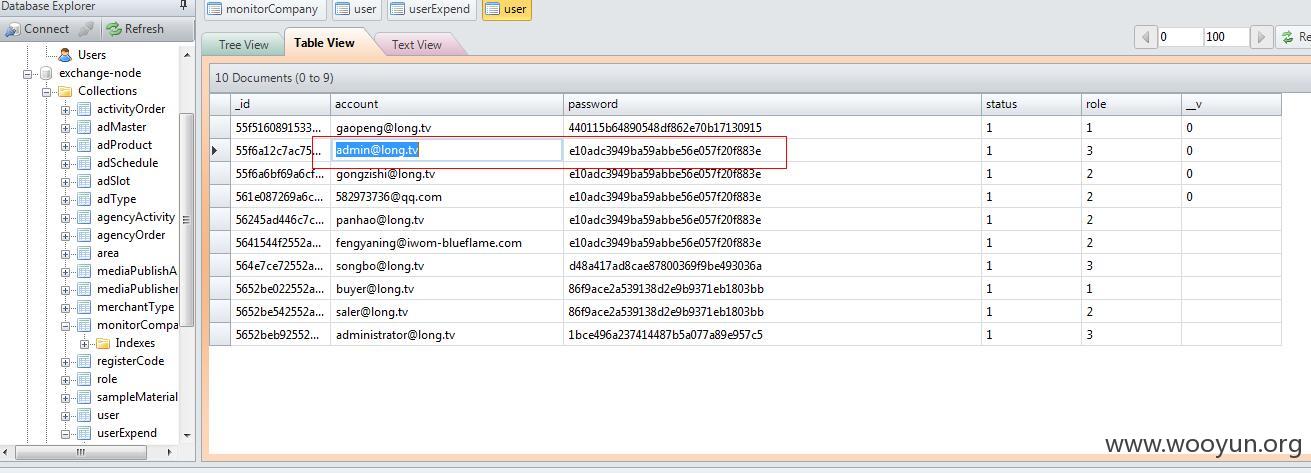 Database Explorer
monitorCompany user userExpend user
Connect Refresh
Tree View Table View Text View
0 100 Re
Users
exchange-node
Collections
activityOrder
adMaster
adProduct
adSchedule
adSlot
adType
agencyActivity
agencyOrder
area
mediaPublishA
mediaPublisher
merchantType
monitorCompa
Indexes
registerCode
role
sampleMaterial
user
userExpend
10 Documents (0 to 9)
_id account password status role __v
55f5160891533... gaopeng@long.tv 440115b64890548df862e70b17130915 1 1 0
55f6a12c7ac75... admin@long.tv e10adc3949ba59abbe56e057f20f883e 1 3 0
55f6a6bf69a6cf... gongzishi@long.tv e10adc3949ba59abbe56e057f20f883e 1 2 0
561e087269a6c... 582973736@qq.com e10adc3949ba59abbe56e057f20f883e 1 2 0
56245ad446c7c... panhao@long.tv e10adc3949ba59abbe56e057f20f883e 1 2
5641544f2552a... fengyaning@iwom-blueflame.com e10adc3949ba59abbe56e057f20f883e 1 2
564e7ce72552a... songbo@long.tv d48a417ad8cae87800369f9be493036a 1 3
5652be022552a... buyer@long.tv 86f9ace2a539138d2e9b9371eb1803bb 1 1
5652be542552a... saler@long.tv 86f9ace2a539138d2e9b9371eb1803bb 1 2
5652beb92552... administrator@long.tv 1bce496a237414487b5a077a89e957c5 1 3
www.wooyun.org